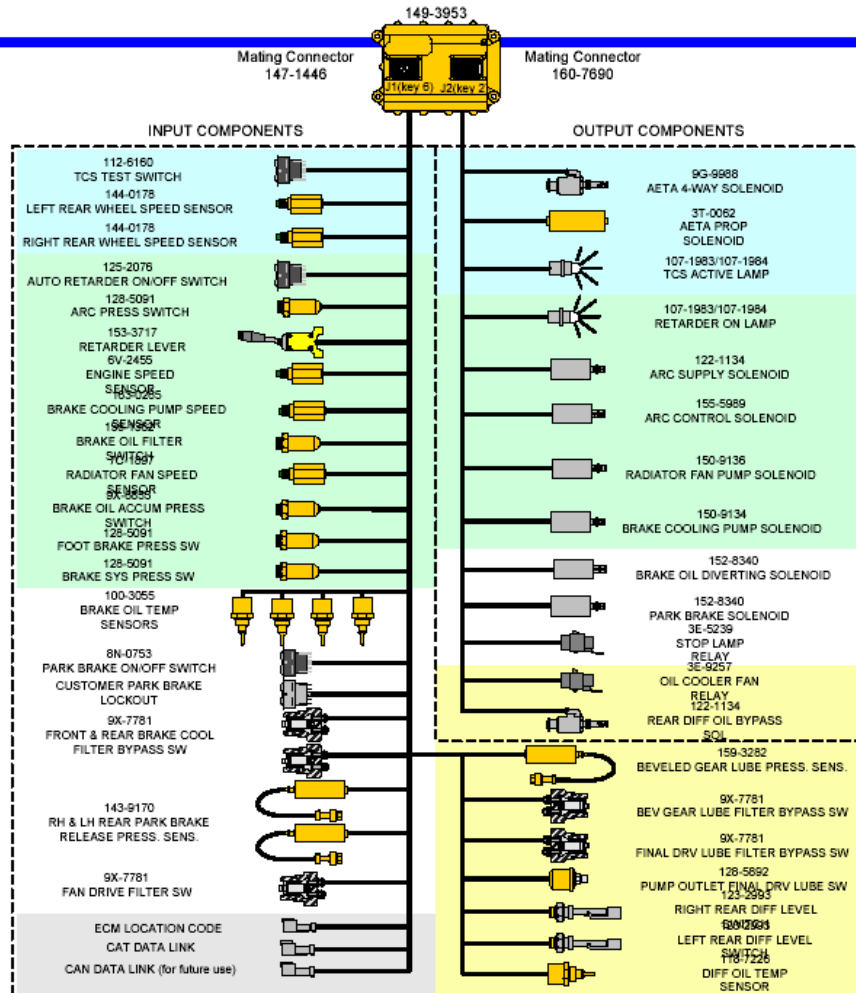 149-3953
Mating Connector
147-1446
Mating Connector
160-7690
J1(key 6) J2(key 2
INPUT COMPONENTS
112-6160
TCS TEST SWITCH
144-0178
LEFT REAR WHEEL SPEED SENSOR
144-0178
RIGHT REAR WHEEL SPEED SENSOR
125-2076
AUTO RETARDER ON/OFF SWITCH
128-5091
ARC PRESS SWITCH
153-3717
RETARDER LEVER
6V-2455
ENGINE SPEED
SENSOR
BRAKE COOLING PUMP SPEED
SENSOR
BRAKE OIL FILTER
SWITCH
RADIATOR FAN SPEED
SENSOR
BRAKE OIL ACCUM PRESS
SWITCH
128-5091
FOOT BRAKE PRESS SW
128-5091
BRAKE SYS PRESS SW
100-3055
BRAKE OIL TEMP
SENSORS
8N-0753
PARK BRAKE ON/OFF SWITCH
CUSTOMER PARK BRAKE
LOCKOUT
9X-7781
FRONT & REAR BRAKE COOL
FILTER BYPASS SW
143-9170
RH & LH REAR PARK BRAKE
RELEASE PRESS. SENS.
9X-7781
FAN DRIVE FILTER SW
ECM LOCATION CODE
CAT DATA LINK
CAN DATA LINK (for future use)
OUTPUT COMPONENTS
9G-9988
AETA 4-WAY SOLENOID
3T-0062
AETA PROP
SOLENOID
107-1983/107-1984
TCS ACTIVE LAMP
107-1983/107-1984
RETARDER ON LAMP
122-1134
ARC SUPPLY SOLENOID
155-5989
ARC CONTROL SOLENOID
150-9136
RADIATOR FAN PUMP SOLENOID
150-9134
BRAKE COOLING PUMP SOLENOID
152-8340
BRAKE OIL DIVERTING SOLENOID
152-8340
PARK BRAKE SOLENOID
3E-5239
STOP LAMP
RELAY
3E-9257
OIL COOLER FAN
RELAY
122-1134
REAR DIFF OIL BYPASS
SOL
159-3282
BEVELED GEAR LUBE PRESS. SENS.
9X-7781
BEV GEAR LUBE FILTER BYPASS SW
9X-7781
FINAL DRV LUBE FILTER BYPASS SW
128-5892
PUMP OUTLET FINAL DRV LUBE SW
123-2993
RIGHT REAR DIFF LEVEL
SWITCH
LEFT REAR DIFF LEVEL
SWITCH
DIFF OIL TEMP
SENSOR